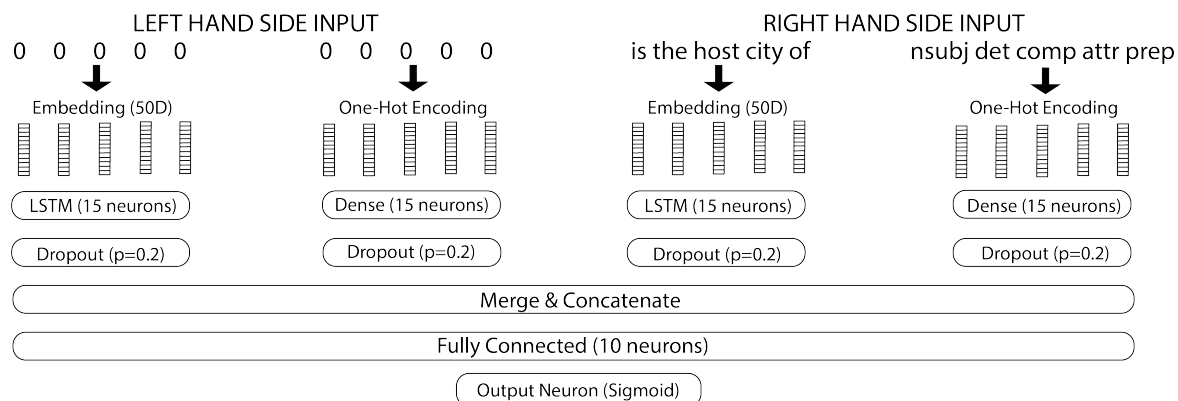 LEFT HAND SIDE INPUT RIGHT HAND SIDE INPUT
0 0 0 0 0 0 0 0 0 0 is the host city of nsubj det comp attr prep
Embedding (50D) One-Hot Encoding Embedding (50D) One-Hot Encoding
LSTM (15 neurons) Dense (15 neurons) LSTM (15 neurons) Dense (15 neurons)
Dropout (p=0.2) Dropout (p=0.2) Dropout (p=0.2) Dropout (p=0.2)
Merge & Concatenate
Fully Connected (10 neurons)
Output Neuron (Sigmoid)